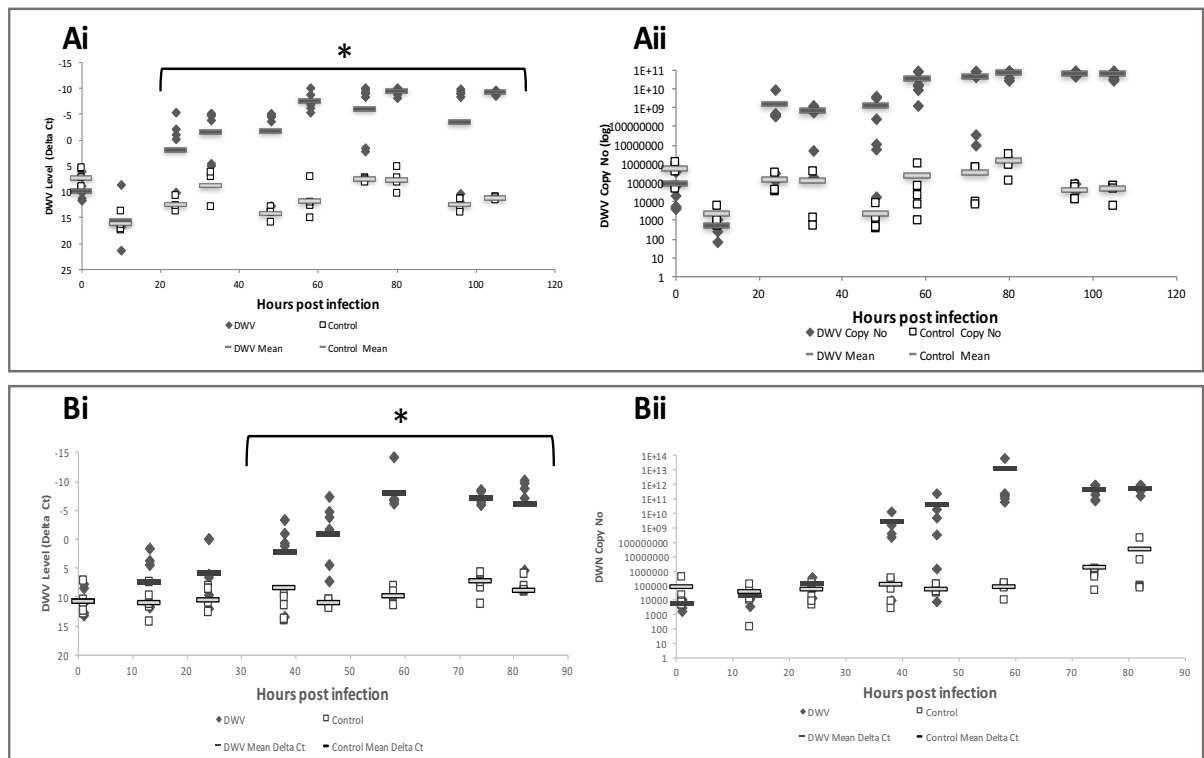 Ai
*
DWV Level (Delta Ct)
-15
-10
-5
0
5
10
15
20
25
0 20 40 60 80 100 120
Hours post infection
DWV Control
DWV Mean Control Mean
Aii
DWV Copy No (log)
1E+11
1E+10
1E+09
100000000
10000000
1000000
100000
10000
1000
100
10
1
0 20 40 60 80 100 120
Hours post infection
DWV Copy No Control Copy No
DWV Mean Control Mean
Bi
*
DWV Level (Delta Ct)
-15
-10
-5
0
5
10
15
20
0 10 20 30 40 50 60 70 80 90
Hours post infection
DWV Control
DWV Mean Delta Ct Control Mean Delta Ct
Bii
DWN Copy No
1E+14
1E+13
1E+12
1E+11
1E+10
1E+09
100000000
10000000
1000000
100000
10000
1000
100
10
1
0 10 20 30 40 50 60 70 80 90
Hours post infection
DWV Control
DWV Mean Delta Ct Control Mean Delta Ct